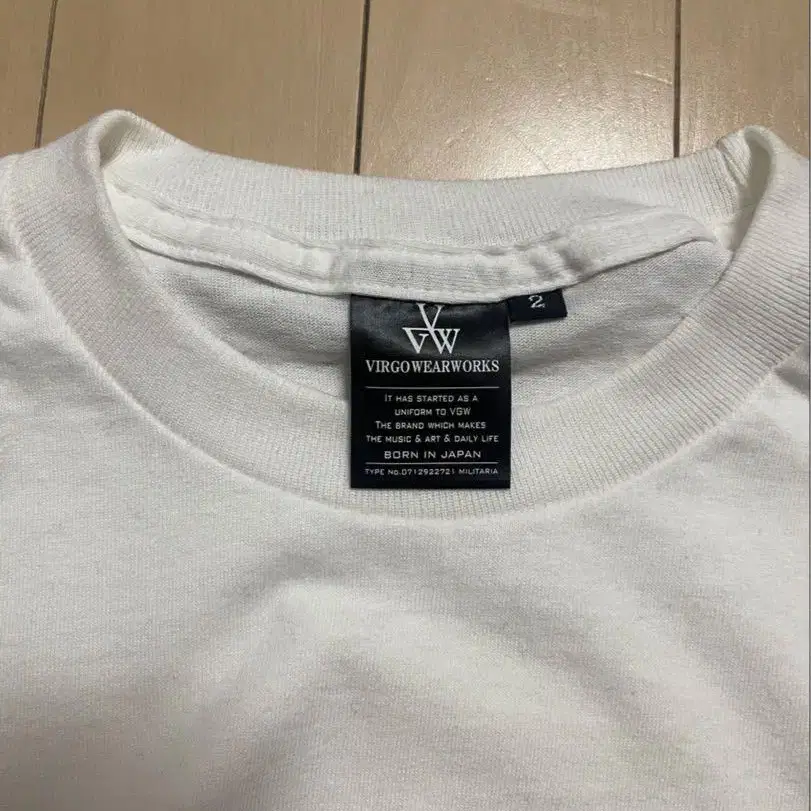 V
VW
2
VIRGOWEARWORKS
IT HAS STARTED AS A
UNIFORM TO VGW
THE BRAND WHICH MAKES
THE MUSIC & ART & DAILY LIFE
BORN IN JAPAN
TYPE No.0712922721 MILITARIA